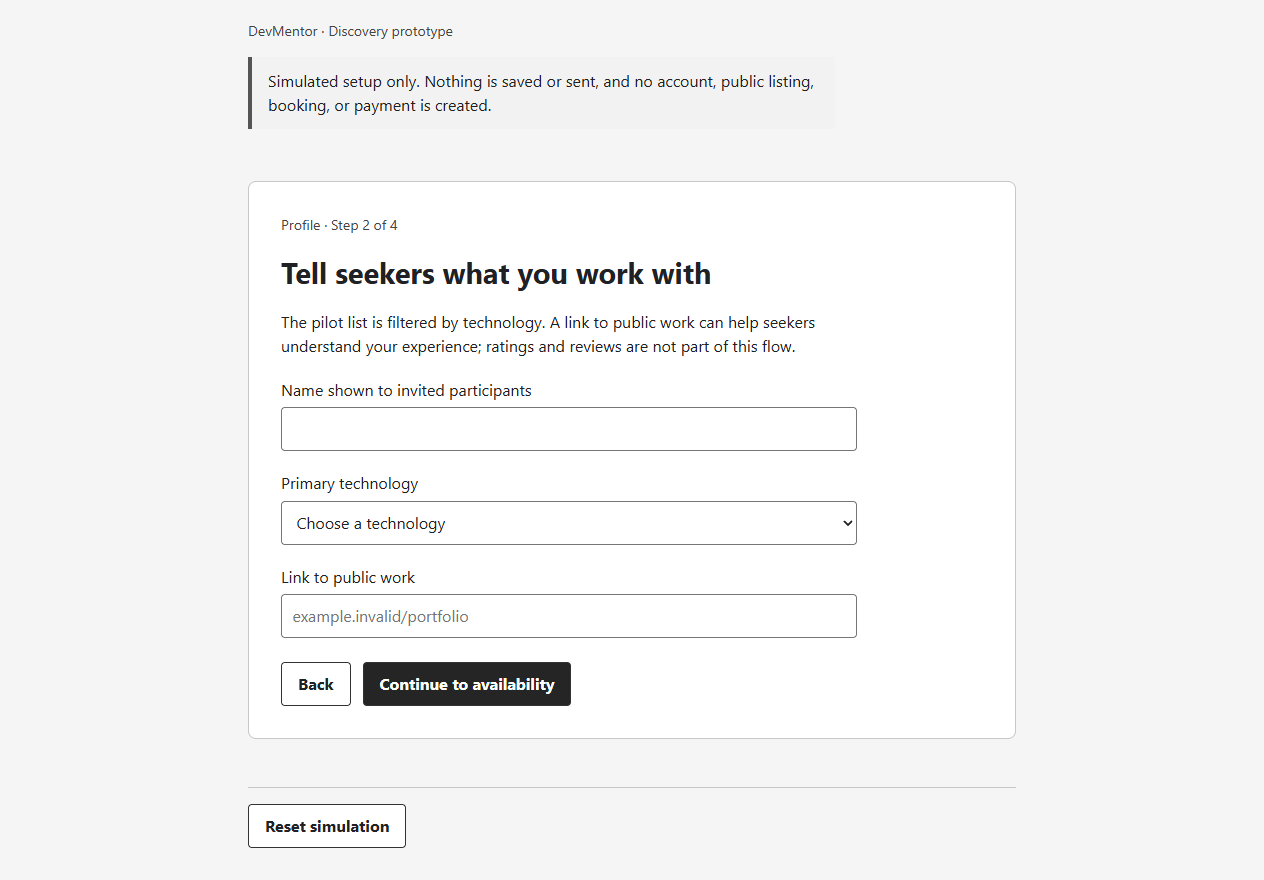 DevMentor · Discovery prototype
Simulated setup only. Nothing is saved or sent, and no account, public listing,
booking, or payment is created.
Profile · Step 2 of 4
Tell seekers what you work with
The pilot list is filtered by technology. A link to public work can help seekers
understand your experience; ratings and reviews are not part of this flow.
Name shown to invited participants
Primary technology
Choose a technology
Link to public work
example.invalid/portfolio
Back
Continue to availability
Reset simulation